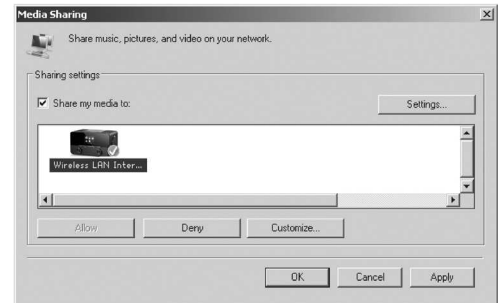 Media Sharing
Share music, pictures, and video on your network.
Sharing settings
Share my media to:
Settings...
Wireless LAN Inter...
Allow
Deny
Customize...
OK
Cancel
Apply